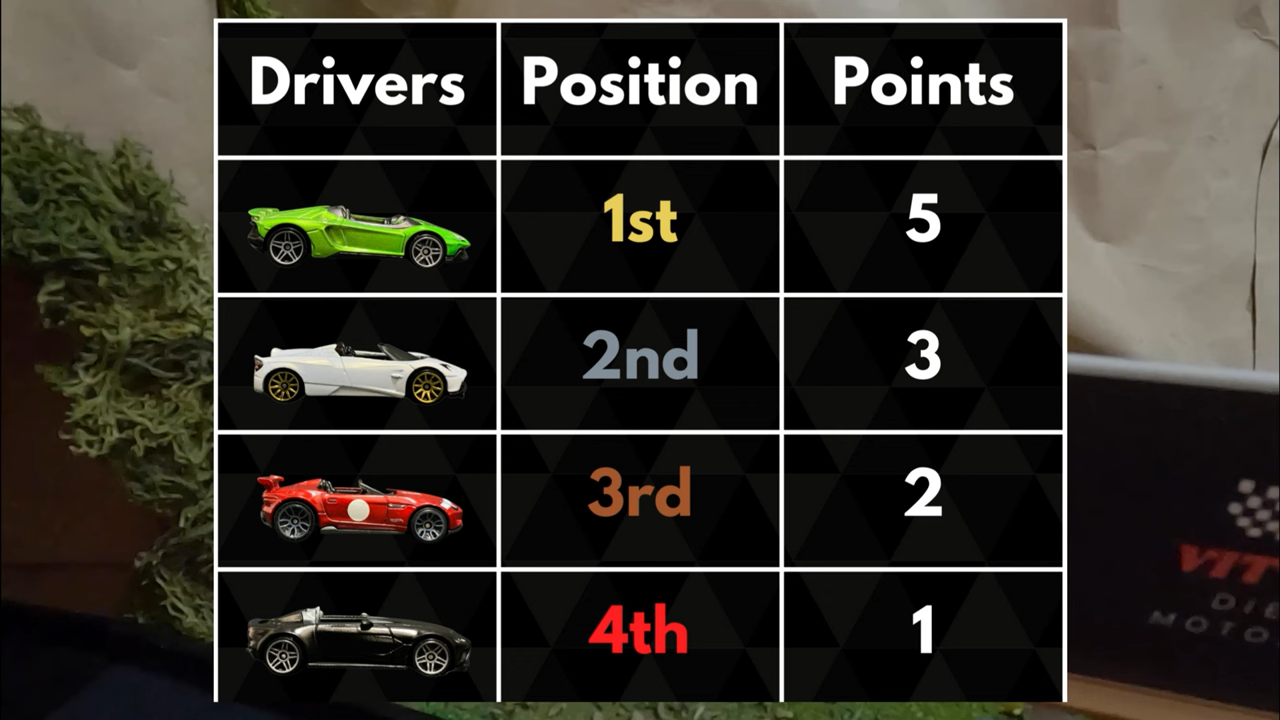 Drivers Position Points
1st 5
2nd 3
3rd 2
4th 1